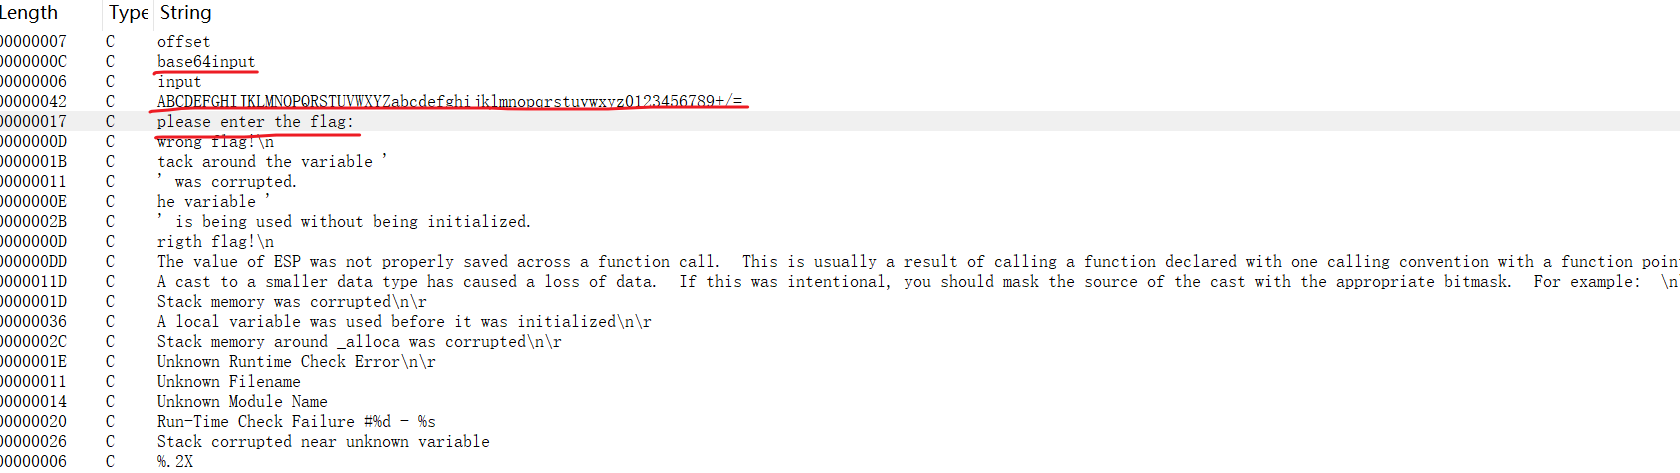 Length Type String
00000007 C offset
0000000C C base64input
00000006 C input
00000042 C ABCDEFGHIJKLMNOPQRSTUVWXYZabcdefghijklmnopqrstuvwxyz0123456789+/=
00000017 C please enter the flag:
0000000D C wrong flag!\n
0000001B C tack around the variable '
00000011 C ' was corrupted.
0000000E C he variable '
0000002B C ' is being used without being initialized.
0000000D C rigth flag!\n
000000DD C The value of ESP was not properly saved across a function call.  This is usually a result of calling a function declared with one calling convention with a function poin
0000011D C A cast to a smaller data type has caused a loss of data.  If this was intentional, you should mask the source of the cast with the appropriate bitmask.  For example:  \n
0000001D C Stack memory was corrupted\n\r
00000036 C A local variable was used before it was initialized\n\r
0000002C C Stack memory around _alloca was corrupted\n\r
0000001E C Unknown Runtime Check Error\n\r
00000011 C Unknown Filename
00000014 C Unknown Module Name
00000020 C Run-Time Check Failure #%d - %s
00000026 C Stack corrupted near unknown variable
00000006 C %.2X